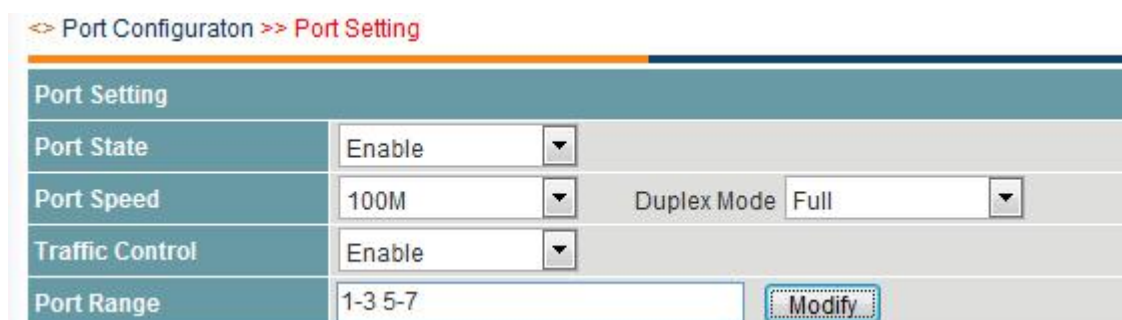 <> Port Configuraton >> Port Setting
Port Setting
Port State Enable
Port Speed 100M Duplex Mode Full
Traffic Control Enable
Port Range 1-3 5-7 Modify